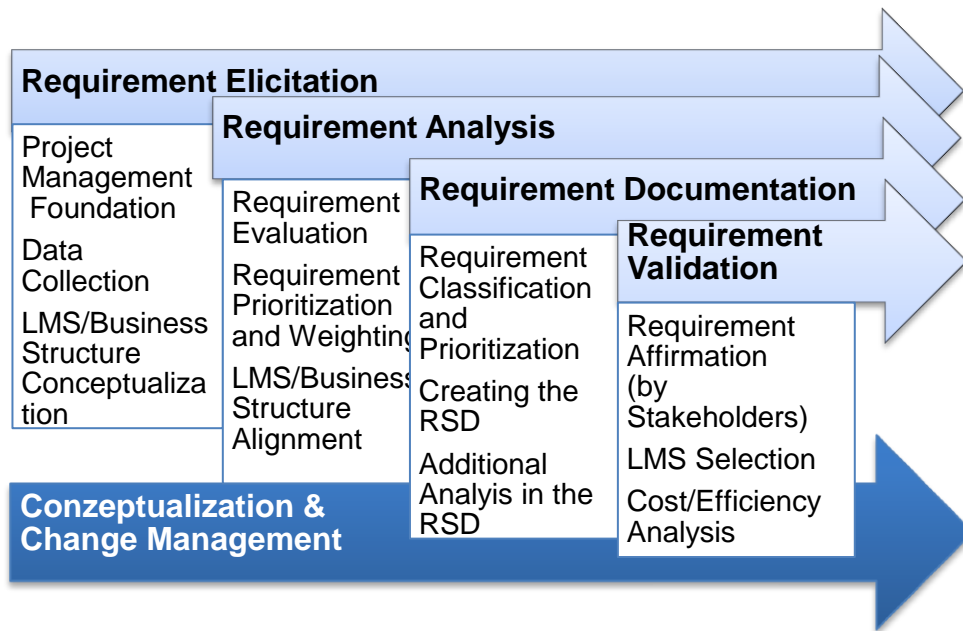 Requirement Elicitation
Project
Management
Foundation
Data
Collection
LMS/Business
Structure
Conceptualiza
tion
Requirement Analysis
Requirement
Evaluation
Requirement
Prioritization
and Weighting
LMS/Business
Structure
Alignment
Requirement Documentation
Requirement
Classification
and
Prioritization
Creating the
RSD
Additional
Analyis in the
RSD
Requirement
Validation
Requirement
Affirmation
(by
Stakeholders)
LMS Selection
Cost/Efficiency
Analysis
Conzeptualization &
Change Management